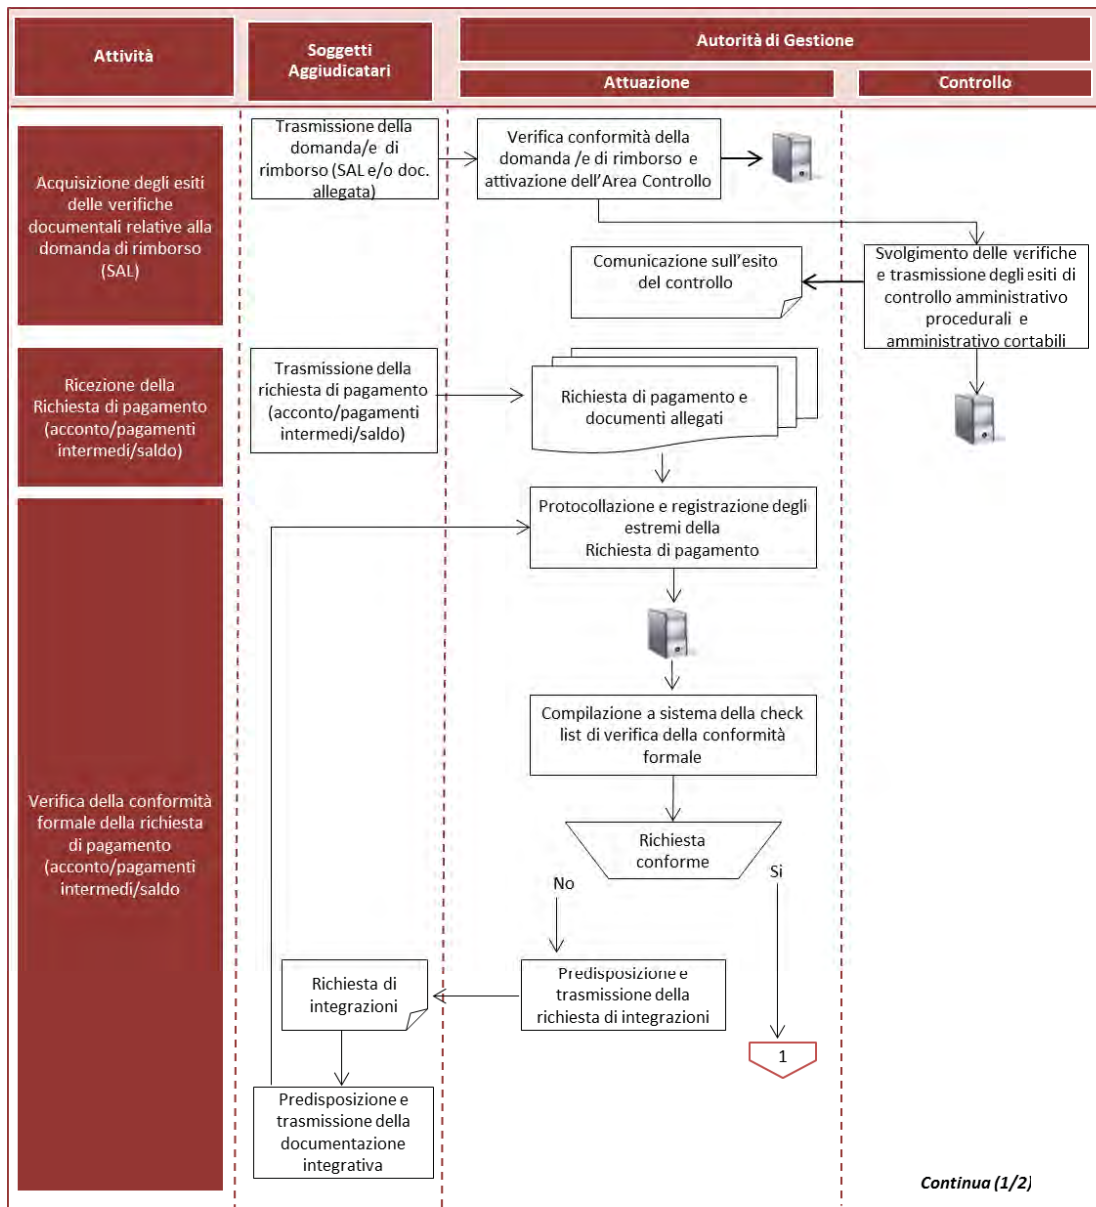 Attività
Soggetti
Aggiudicatari
Autorità di Gestione
Attuazione
Controllo
Acquisizione degli esiti
delle verifiche
documentali relative alla
domanda di rimborso
(SAL)
Trasmissione della
domanda/e di
rimborso (SAL e/o doc.
allegata)
Verifica conformità della
domanda /e di rimborso e
attivazione dell'Area Controllo
Comunicazione sull'esito
del controllo
Svolgimento delle verifiche
e trasmissione degli esiti di
controllo amministrativo
procedurali e
amministrativo cortabili
Ricezione della
Richiesta di pagamento
(acconto/pagamenti
intermedi/saldo)
Trasmissione della
richiesta di pagamento
(acconto/pagamenti
intermedi/saldo)
Richiesta di pagamento e
documenti allegati
Verifica della conformità
formale della richiesta
di pagamento
(acconto/pagamenti
intermedi/saldo
Protocollazione e registrazione degli
estremi della
Richiesta di pagamento
Compilazione a sistema della check
list di verifica della conformità
formale
Richiesta
conforme
No
Si
Predisposizione e
trasmissione della
richiesta di integrazioni
Richiesta di
integrazioni
1
Predisposizione e
trasmissione della
documentazione
integrativa
Continua (1/2)